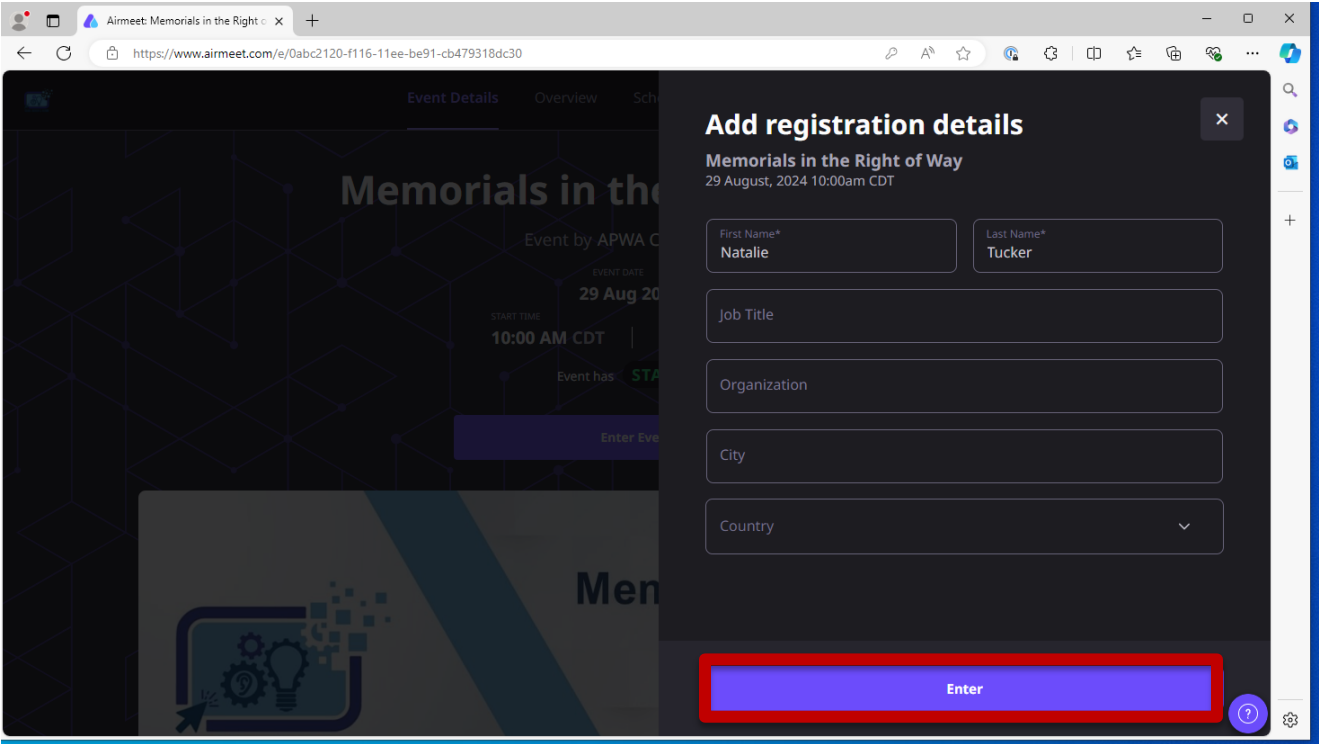 Airmeet: Memorials in the Right o
https://www.airmeet.com/e/0abc2120-f116-11ee-be91-cb479318dc30
Event Details Overview Sch
Memorials in the
Event by APWA C
EVENT DATE
29 Aug 20
START TIME
10:00 AM CDT
Event has STA
Enter Eve
Men
Add registration details
Memorials in the Right of Way
29 August, 2024 10:00am CDT
First Name*
Natalie
Last Name*
Tucker
Job Title
Organization
City
Country
Enter